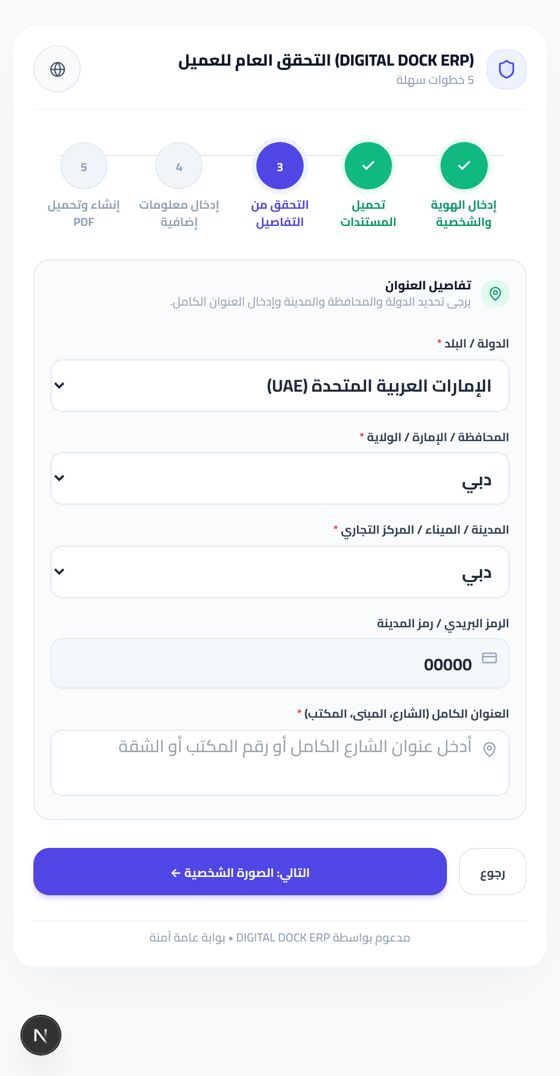 (DIGITAL DOCK ERP) التحقق العام للعميل
5 خطوات سهلة
إدخال الهوية والشخصية
تحميل المستندات
3
التحقق من التفاصيل
4
إدخال معلومات إضافية
5
إنشاء وتحميل PDF
تفاصيل العنوان
يرجى تحديد الدولة والمحافظة والمدينة وإدخال العنوان الكامل.
الدولة / البلد *
الإمارات العربية المتحدة (UAE)
المحافظة / الإمارة / الولاية *
دبي
المدينة / الميناء / المركز التجاري *
دبي
الرمز البريدي / رمز المدينة
00000
العنوان الكامل (الشارع، المبنى، المكتب) *
أدخل عنوان الشارع الكامل أو رقم المكتب أو الشقة
رجوع
التالي: الصورة الشخصية ←
مدعوم بواسطة DIGITAL DOCK ERP • بوابة عامة آمنة
N